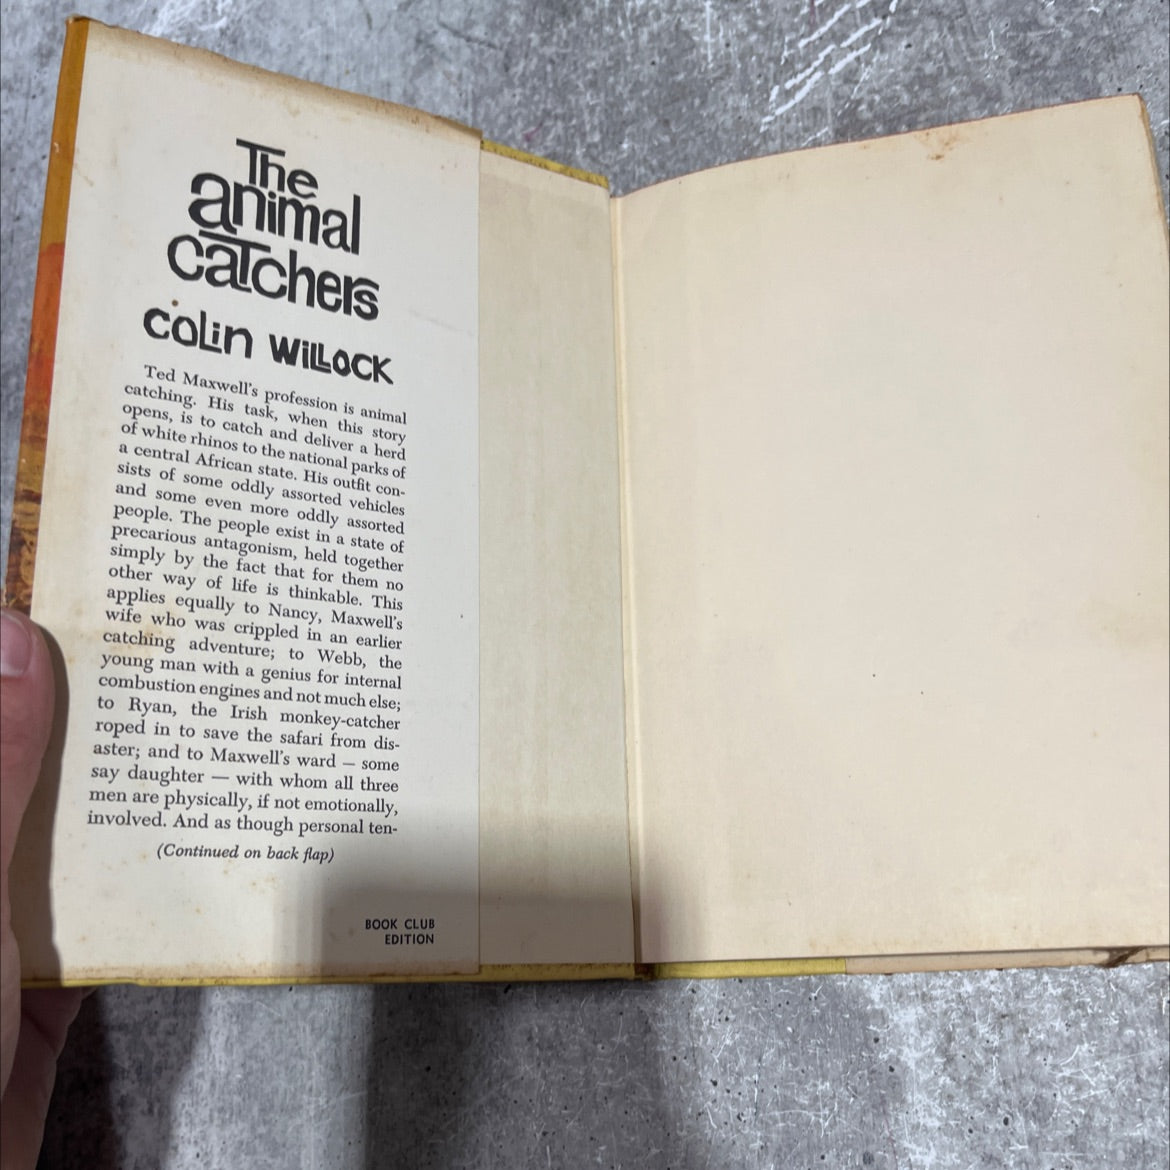 The
animal
catchers
Colin Willock
Ted Maxwell's profession is animal
catching. His task, when this story
opens, is to catch and deliver a herd
of white rhinos to the national parks of
a central African state. His outfit con-
sists of some oddly assorted vehicles
and some even more oddly assorted
people. The people exist in a state of
precarious antagonism, held together
simply by the fact that for them no
other way of life is thinkable. This
applies equally to Nancy, Maxwell's
wife who was crippled in an earlier
catching adventure; to Webb, the
young man with a genius for internal
combustion engines and not much else;
to Ryan, the Irish monkey-catcher
roped in to save the safari from dis-
aster; and to Maxwell's ward — some
say daughter — with whom all three
men are physically, if not emotionally,
involved. And as though personal ten-
(Continued on back flap)
BOOK CLUB
EDITION